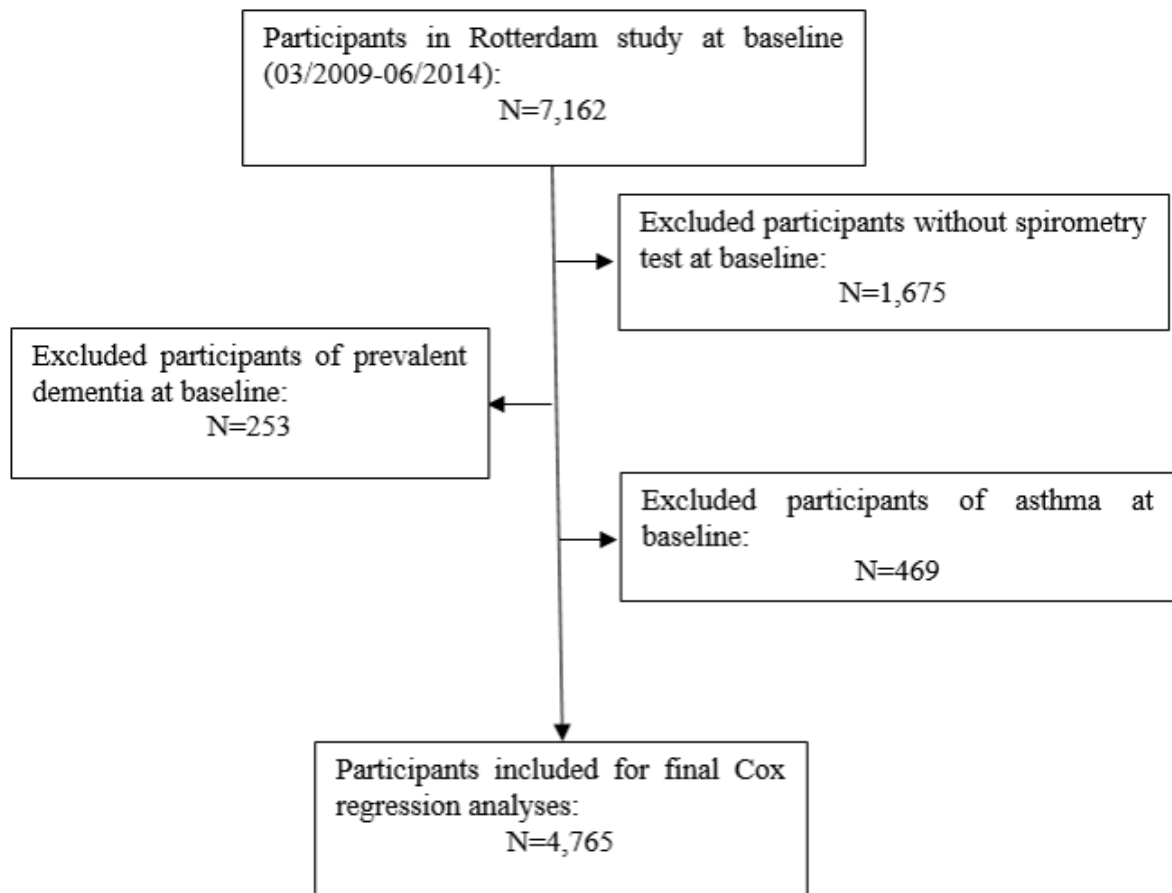 Participants in Rotterdam study at baseline
(03/2009-06/2014):
N=7,162
Excluded participants without spirometry
test at baseline:
N=1,675
Excluded participants of prevalent
dementia at baseline:
N=253
Excluded participants of asthma at
baseline:
N=469
Participants included for final Cox
regression analyses:
N=4,765